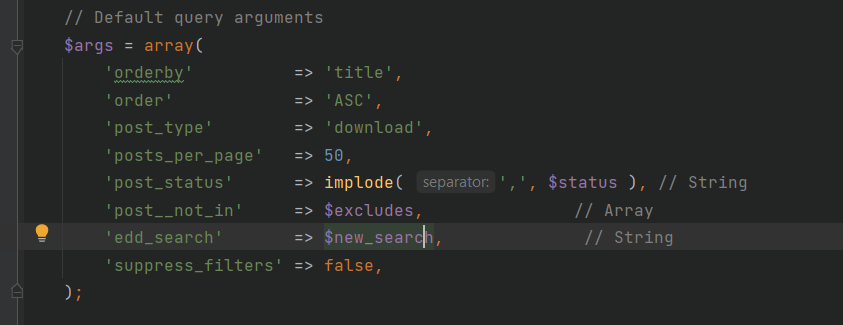 // Default query arguments
$args = array(
'orderby' => 'title',
'order' => 'ASC',
'post_type' => 'download',
'posts_per_page' => 50,
'post_status' => implode( separator: ',', $status ), // String
'post__not_in' => $excludes, // Array
'edd_search' => $new_search, // String
'suppress_filters' => false,
);